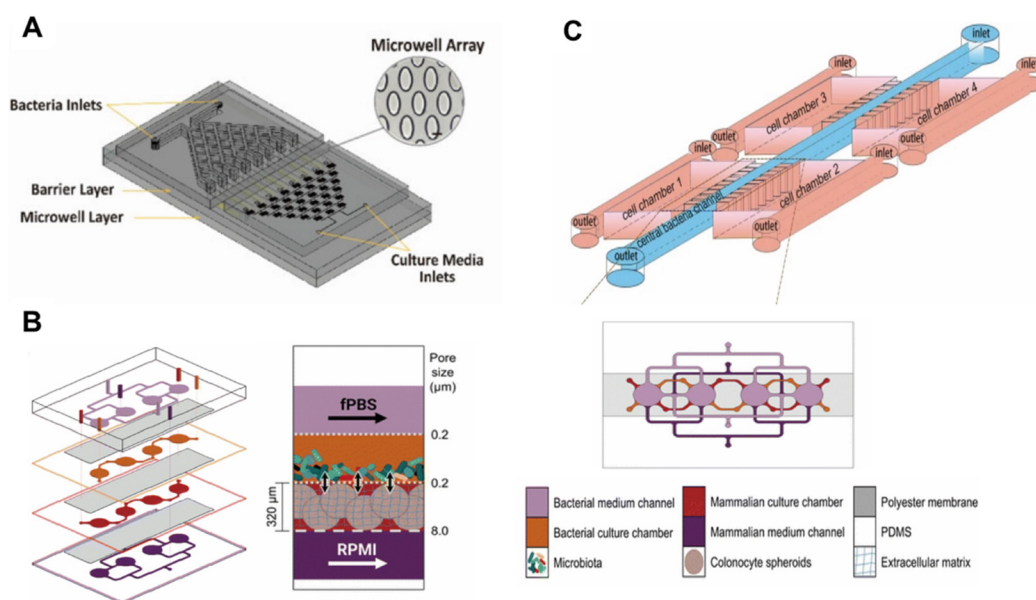 A
Microwell Array
Bacteria Inlets
Barrier Layer
Microwell Layer
Culture Media
Inlets
C
inlet
inlet
inlet
cell chamber 3
cell chamber 4
outlet
outlet
inlet
inlet
cell chamber 1
cell chamber 2
central bacteria channel
outlet
outlet
outlet
B
Pore
size
(µm)
fPBS
0.2
0.2
320 µm
8.0
RPMI
Bacterial medium channel
Mammalian culture chamber
Polyester membrane
Bacterial culture chamber
Mammalian medium channel
PDMS
Microbiota
Colonocyte spheroids
Extracellular matrix